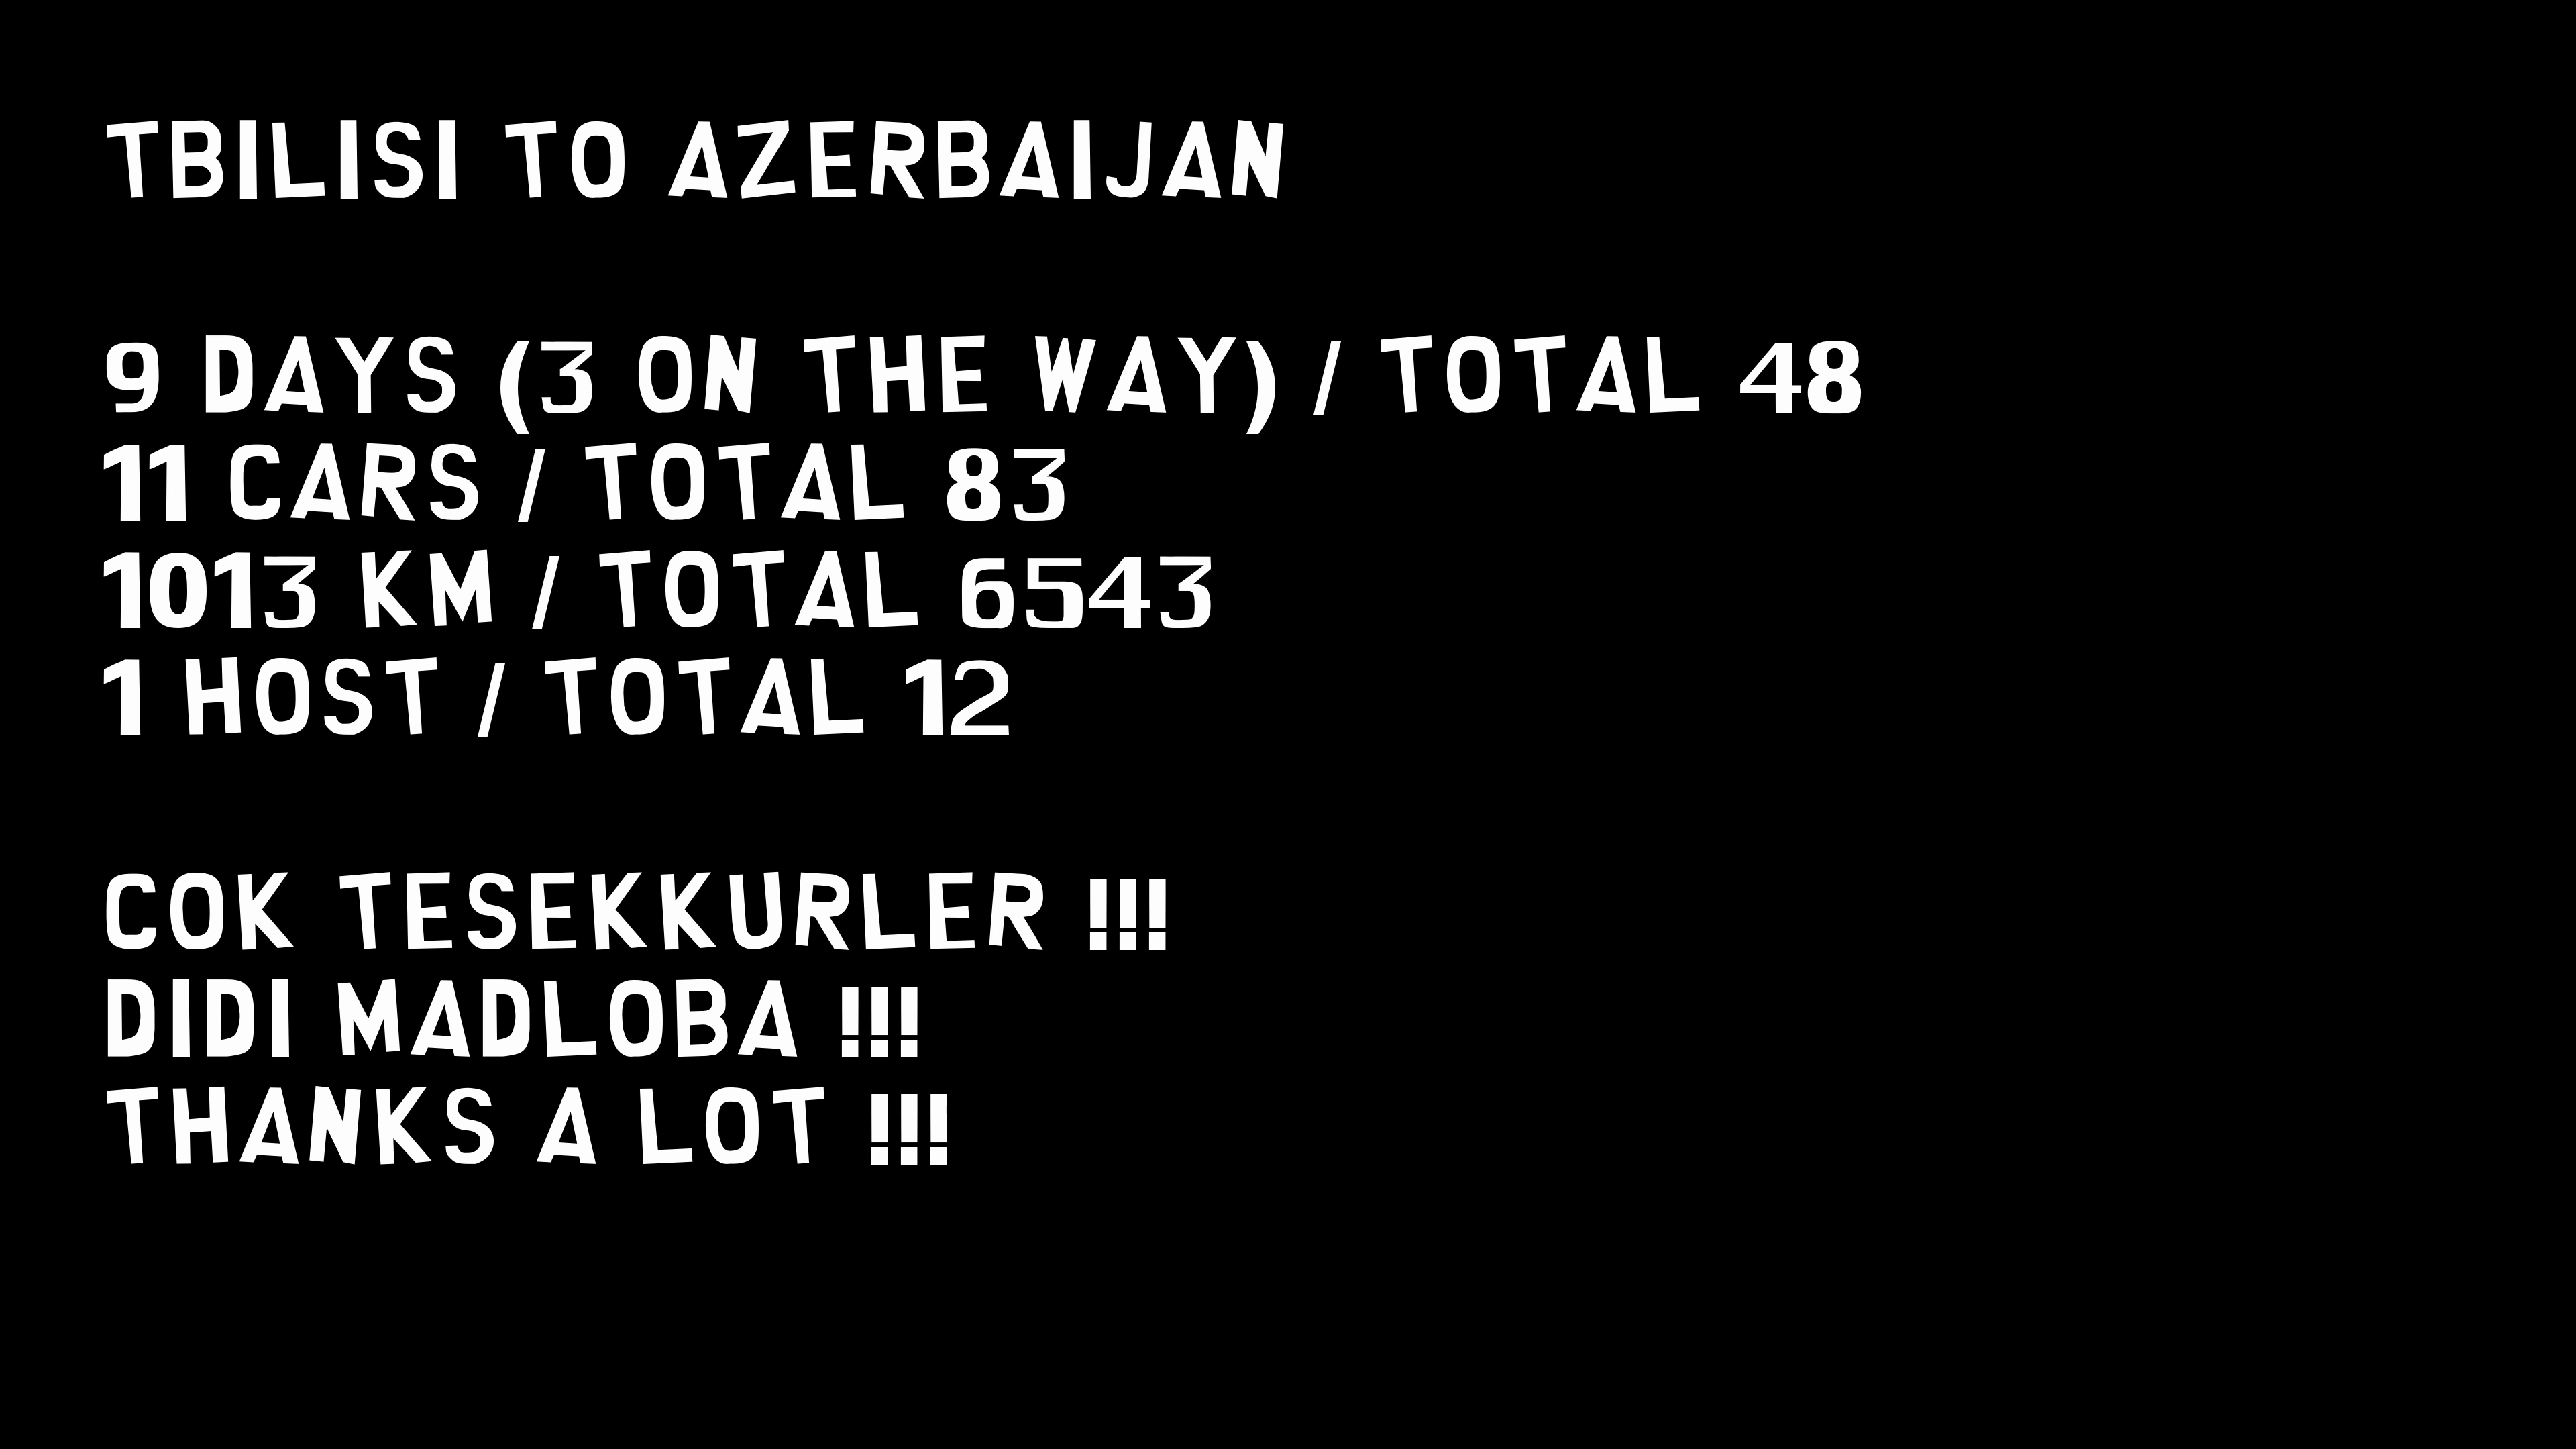 TBILISI TO AZERBAIJAN
9 DAYS (3 ON THE WAY) / TOTAL 48
11 CARS / TOTAL 83
1013 KM / TOTAL 6543
1 HOST / TOTAL 12
COK TESEKKURLER !!!
DIDI MADLOBA !!!
THANKS A LOT !!!